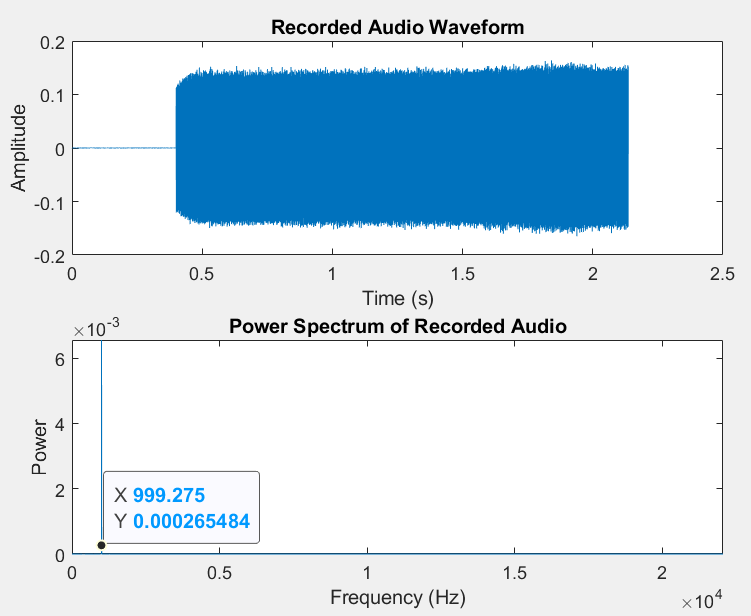 Recorded Audio Waveform
0.2
0.1
0
-0.1
-0.2
Amplitude
0 0.5 1 1.5 2 2.5
Time (s)
×10⁻³
Power Spectrum of Recorded Audio
6
4
2
0
Power
X 999.275
Y 0.000265484
0 0.5 1 1.5 2
Frequency (Hz)
×10⁴